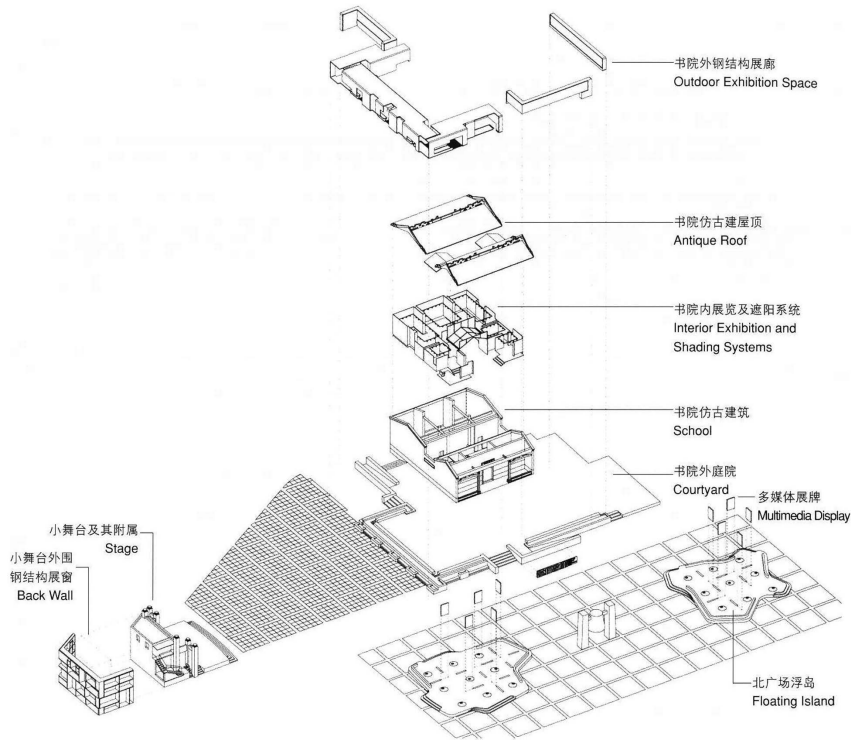 书院外钢结构展廊
Outdoor Exhibition Space
书院仿古建屋顶
Antique Roof
书院内展览及遮阳系统
Interior Exhibition and
Shading Systems
书院仿古建筑
School
书院外庭院
Courtyard
多媒体展牌
Multimedia Display
小舞台及其附属
Stage
小舞台外围
钢结构展窗
Back Wall
北广场浮岛
Floating Island